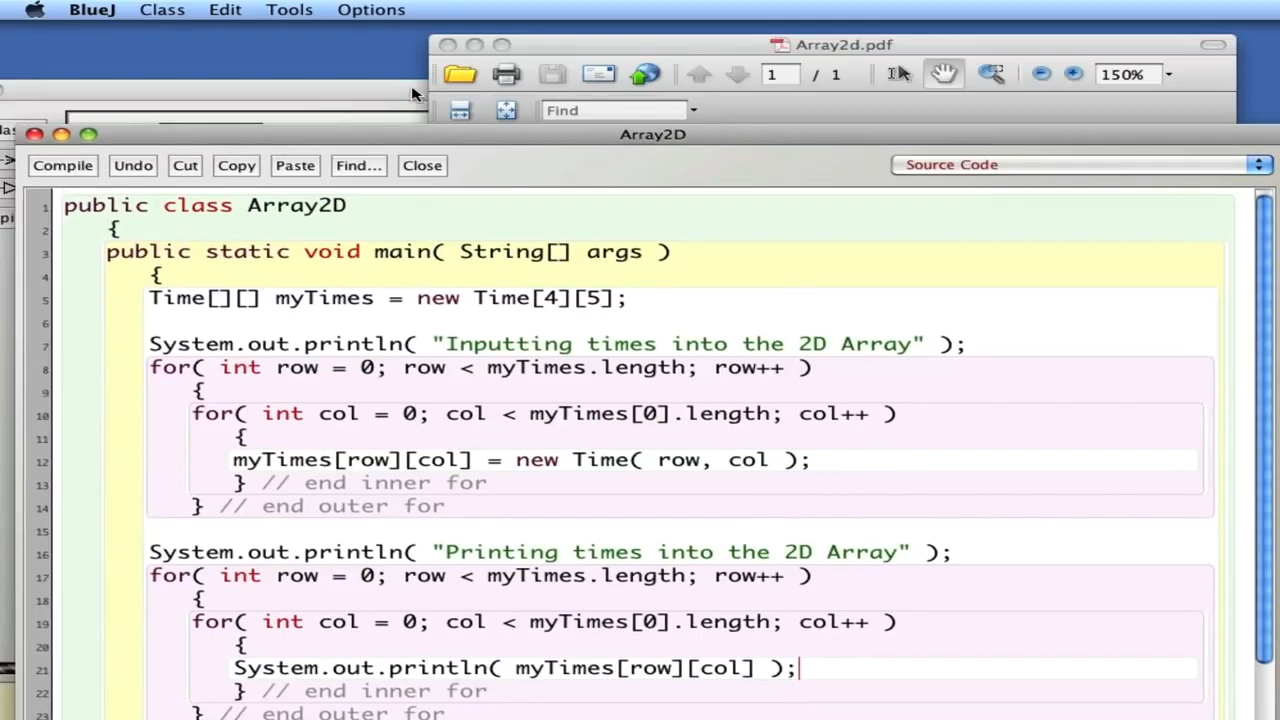 BlueJ Class Edit Tools Options
Array2d.pdf
1 / 1 150%
Find
Array2D
Compile Undo Cut Copy Paste Find... Close Source Code
1 public class Array2D
2 {
3 public static void main( String[] args )
4 {
5 Time[][] myTimes = new Time[4][5];
6
7 System.out.println( "Inputting times into the 2D Array" );
8 for( int row = 0; row < myTimes.length; row++ )
9 {
10 for( int col = 0; col < myTimes[0].length; col++ )
11 {
12 myTimes[row][col] = new Time( row, col );
13 } // end inner for
14 } // end outer for
15
16 System.out.println( "Printing times into the 2D Array" );
17 for( int row = 0; row < myTimes.length; row++ )
18 {
19 for( int col = 0; col < myTimes[0].length; col++ )
20 {
21 System.out.println( myTimes[row][col] );
22 } // end inner for
23 } // end outer for